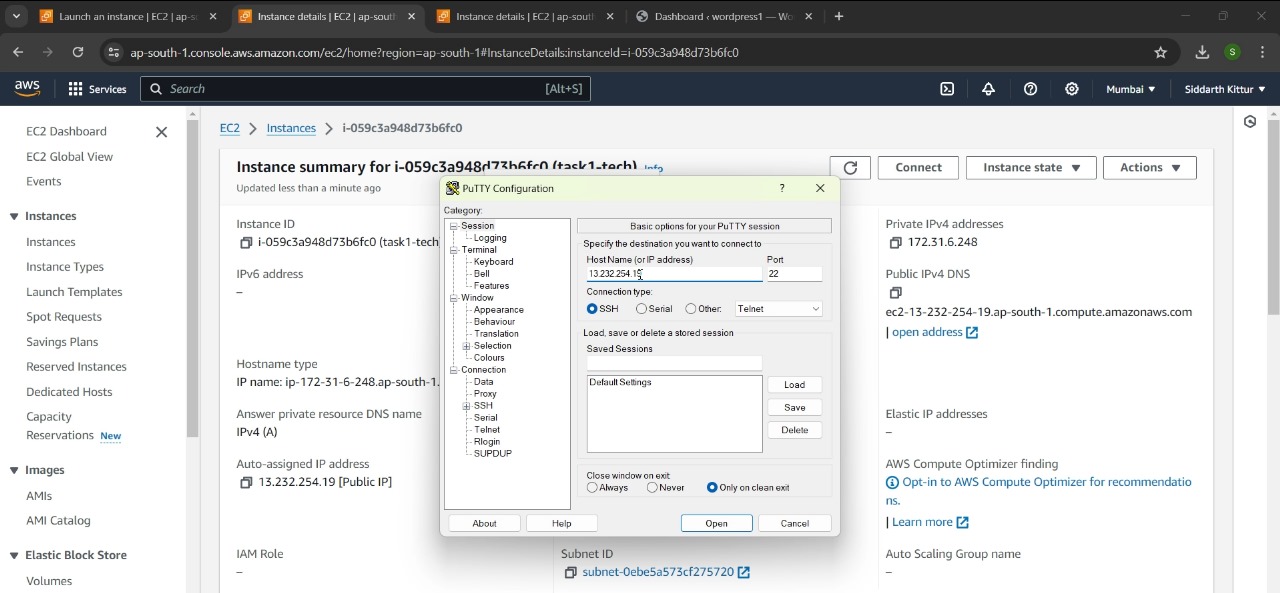 Launch an instance | EC2 | ap-s
Instance details | EC2 | ap-south
Instance details | EC2 | ap-south
Dashboard ‹ wordpress1 — Wo
ap-south-1.console.aws.amazon.com/ec2/home?region=ap-south-1#InstanceDetails:instanceId=i-059c3a948d73b6fc0
S
aws
Services
Search
[Alt+S]
Mumbai
Siddarth Kittur
EC2 Dashboard
EC2 Global View
Events
Instances
Instances
Instance Types
Launch Templates
Spot Requests
Savings Plans
Reserved Instances
Dedicated Hosts
Capacity
Reservations New
Images
AMIs
AMI Catalog
Elastic Block Store
Volumes
EC2 > Instances > i-059c3a948d73b6fc0
Instance summary for i-059c3a948d73b6fc0 (task1-tech) Info
Updated less than a minute ago
Connect
Instance state
Actions
Instance ID
i-059c3a948d73b6fc0 (task1-tech
IPv6 address
–
Hostname type
IP name: ip-172-31-6-248.ap-south-1.
Answer private resource DNS name
IPv4 (A)
Auto-assigned IP address
13.232.254.19 [Public IP]
IAM Role
–
Subnet ID
subnet-0ebe5a573cf275720
Private IPv4 addresses
172.31.6.248
Public IPv4 DNS
ec2-13-232-254-19.ap-south-1.compute.amazonaws.com
| open address
Elastic IP addresses
–
AWS Compute Optimizer finding
Opt-in to AWS Compute Optimizer for recommendatio
ns.
| Learn more
Auto Scaling Group name
–
PuTTY Configuration
?
Category:
Session
Logging
Terminal
Keyboard
Bell
Features
Window
Appearance
Behaviour
Translation
Selection
Colours
Connection
Data
Proxy
SSH
Serial
Telnet
Rlogin
SUPDUP
Basic options for your PuTTY session
Specify the destination you want to connect to
Host Name (or IP address)
Port
13.232.254.19
22
Connection type:
SSH
Serial
Other:
Telnet
Load, save or delete a stored session
Saved Sessions
Default Settings
Load
Save
Delete
Close window on exit
Always
Never
Only on clean exit
About
Help
Open
Cancel